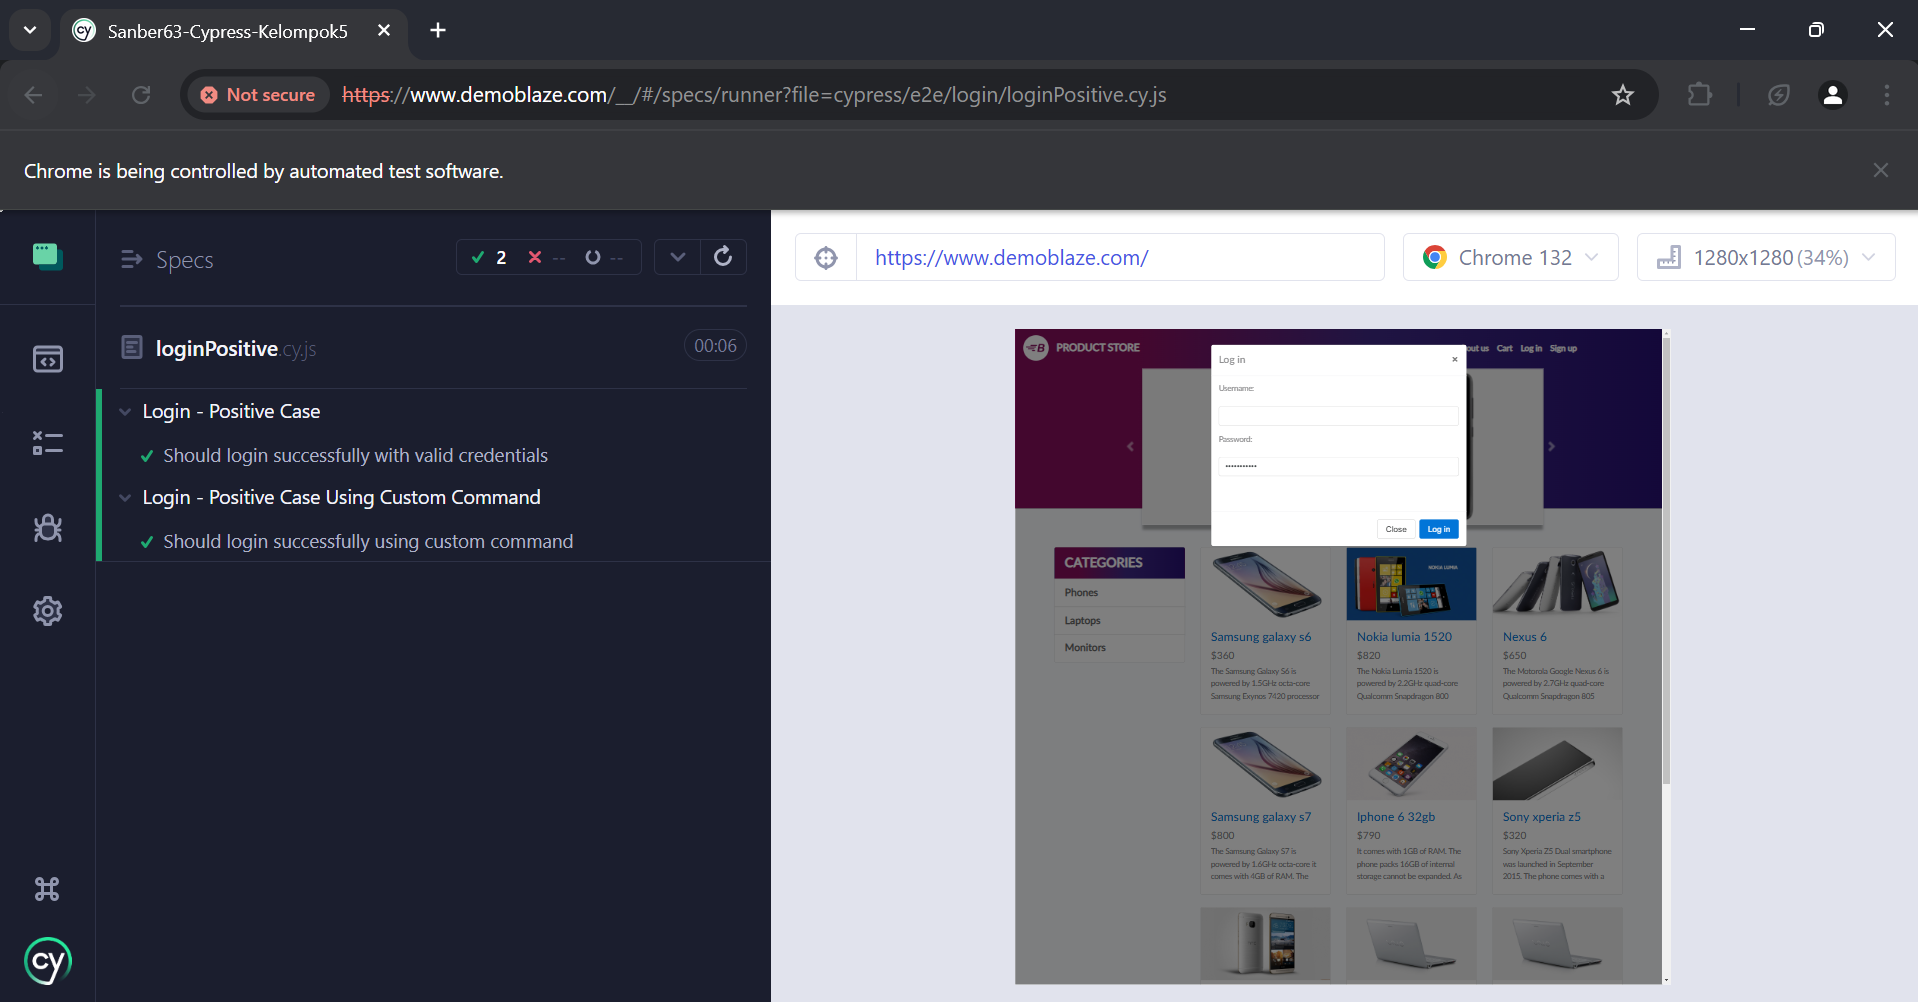 Sanber63-Cypress-Kelompok5
Not secure
https://www.demoblaze.com/__/#/specs/runner?file=cypress/e2e/login/loginPositive.cy.js
Chrome is being controlled by automated test software.
Specs
2
--
--
https://www.demoblaze.com/
Chrome 132
1280x1280 (34%)
loginPositive.cy.js
00:06
Login - Positive Case
Should login successfully with valid credentials
Login - Positive Case Using Custom Command
Should login successfully using custom command
cy
PRODUCT STORE
out us Cart Log in Sign up
Log in
Username:
Password:
Close
Log in
CATEGORIES
Phones
Laptops
Monitors
NOKIA LUMIA
Samsung galaxy s6
$360
The Samsung Galaxy S6 is
powered by 1.5GHz octa-core
Samsung Exynos 7420 processor
Nokia lumia 1520
$820
The Nokia Lumia 1520 is
powered by 2.2GHz quad-core
Qualcomm Snapdragon 800
Nexus 6
$650
The Motorola Google Nexus 6 is
powered by 2.7GHz quad-core
Qualcomm Snapdragon 805
Samsung galaxy s7
$800
The Samsung Galaxy S7 is
powered by 1.6GHz octa-core it
comes with 4GB of RAM. The
Iphone 6 32gb
$790
It comes with 1GB of RAM. The
phone packs 16GB of internal
storage cannot be expanded. As
Sony xperia z5
$320
Sony Xperia Z5 Dual smartphone
was launched in September
2015. The phone comes with a